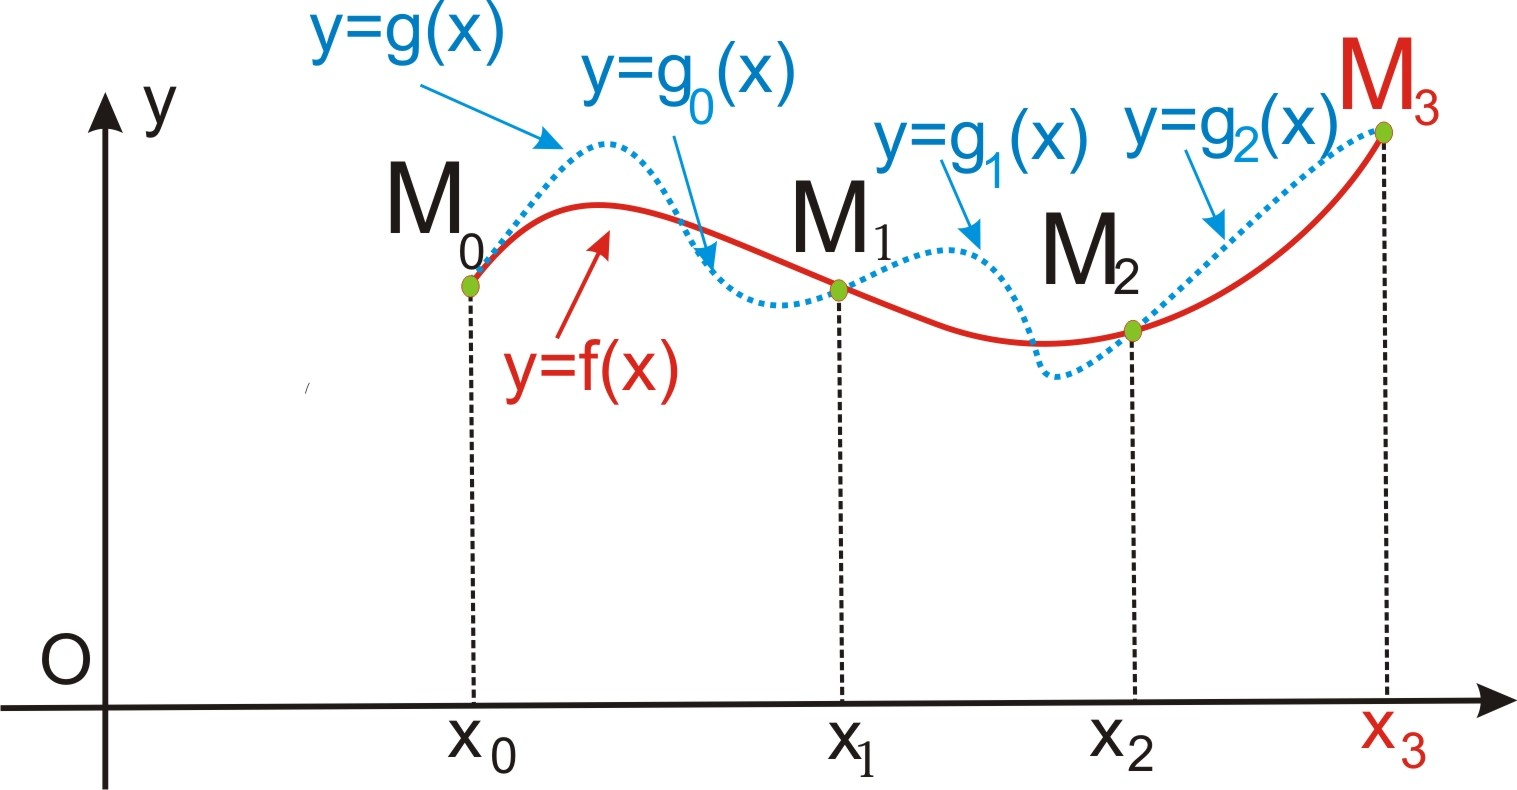 y=g(x)
y=g₀(x)
M₃
y
y=g₁(x)
y=g₂(x)
M₀
M₁
M₂
y=f(x)
O
x₀
x₁
x₂
x₃